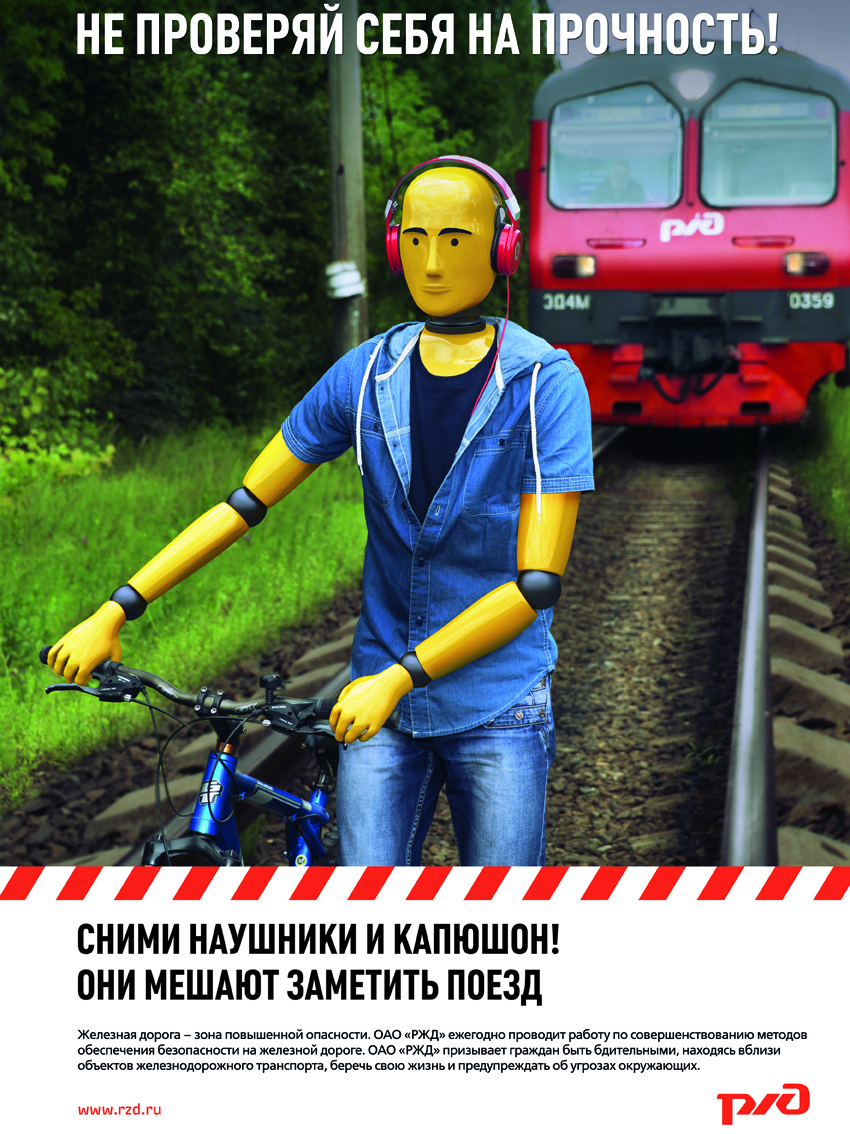 НЕ ПРОВЕРЯЙ СЕБЯ НА ПРОЧНОСТЬ!
РЖД
ЭД4М
0359
СНИМИ НАУШНИКИ И КАПЮШОН!
ОНИ МЕШАЮТ ЗАМЕТИТЬ ПОЕЗД
Железная дорога – зона повышенной опасности. ОАО «РЖД» ежегодно проводит работу по совершенствованию методов
обеспечения безопасности на железной дороге. ОАО «РЖД» призывает граждан быть бдительными, находясь вблизи
объектов железнодорожного транспорта, беречь свою жизнь и предупреждать об угрозах окружающих.
www.rzd.ru
РЖД